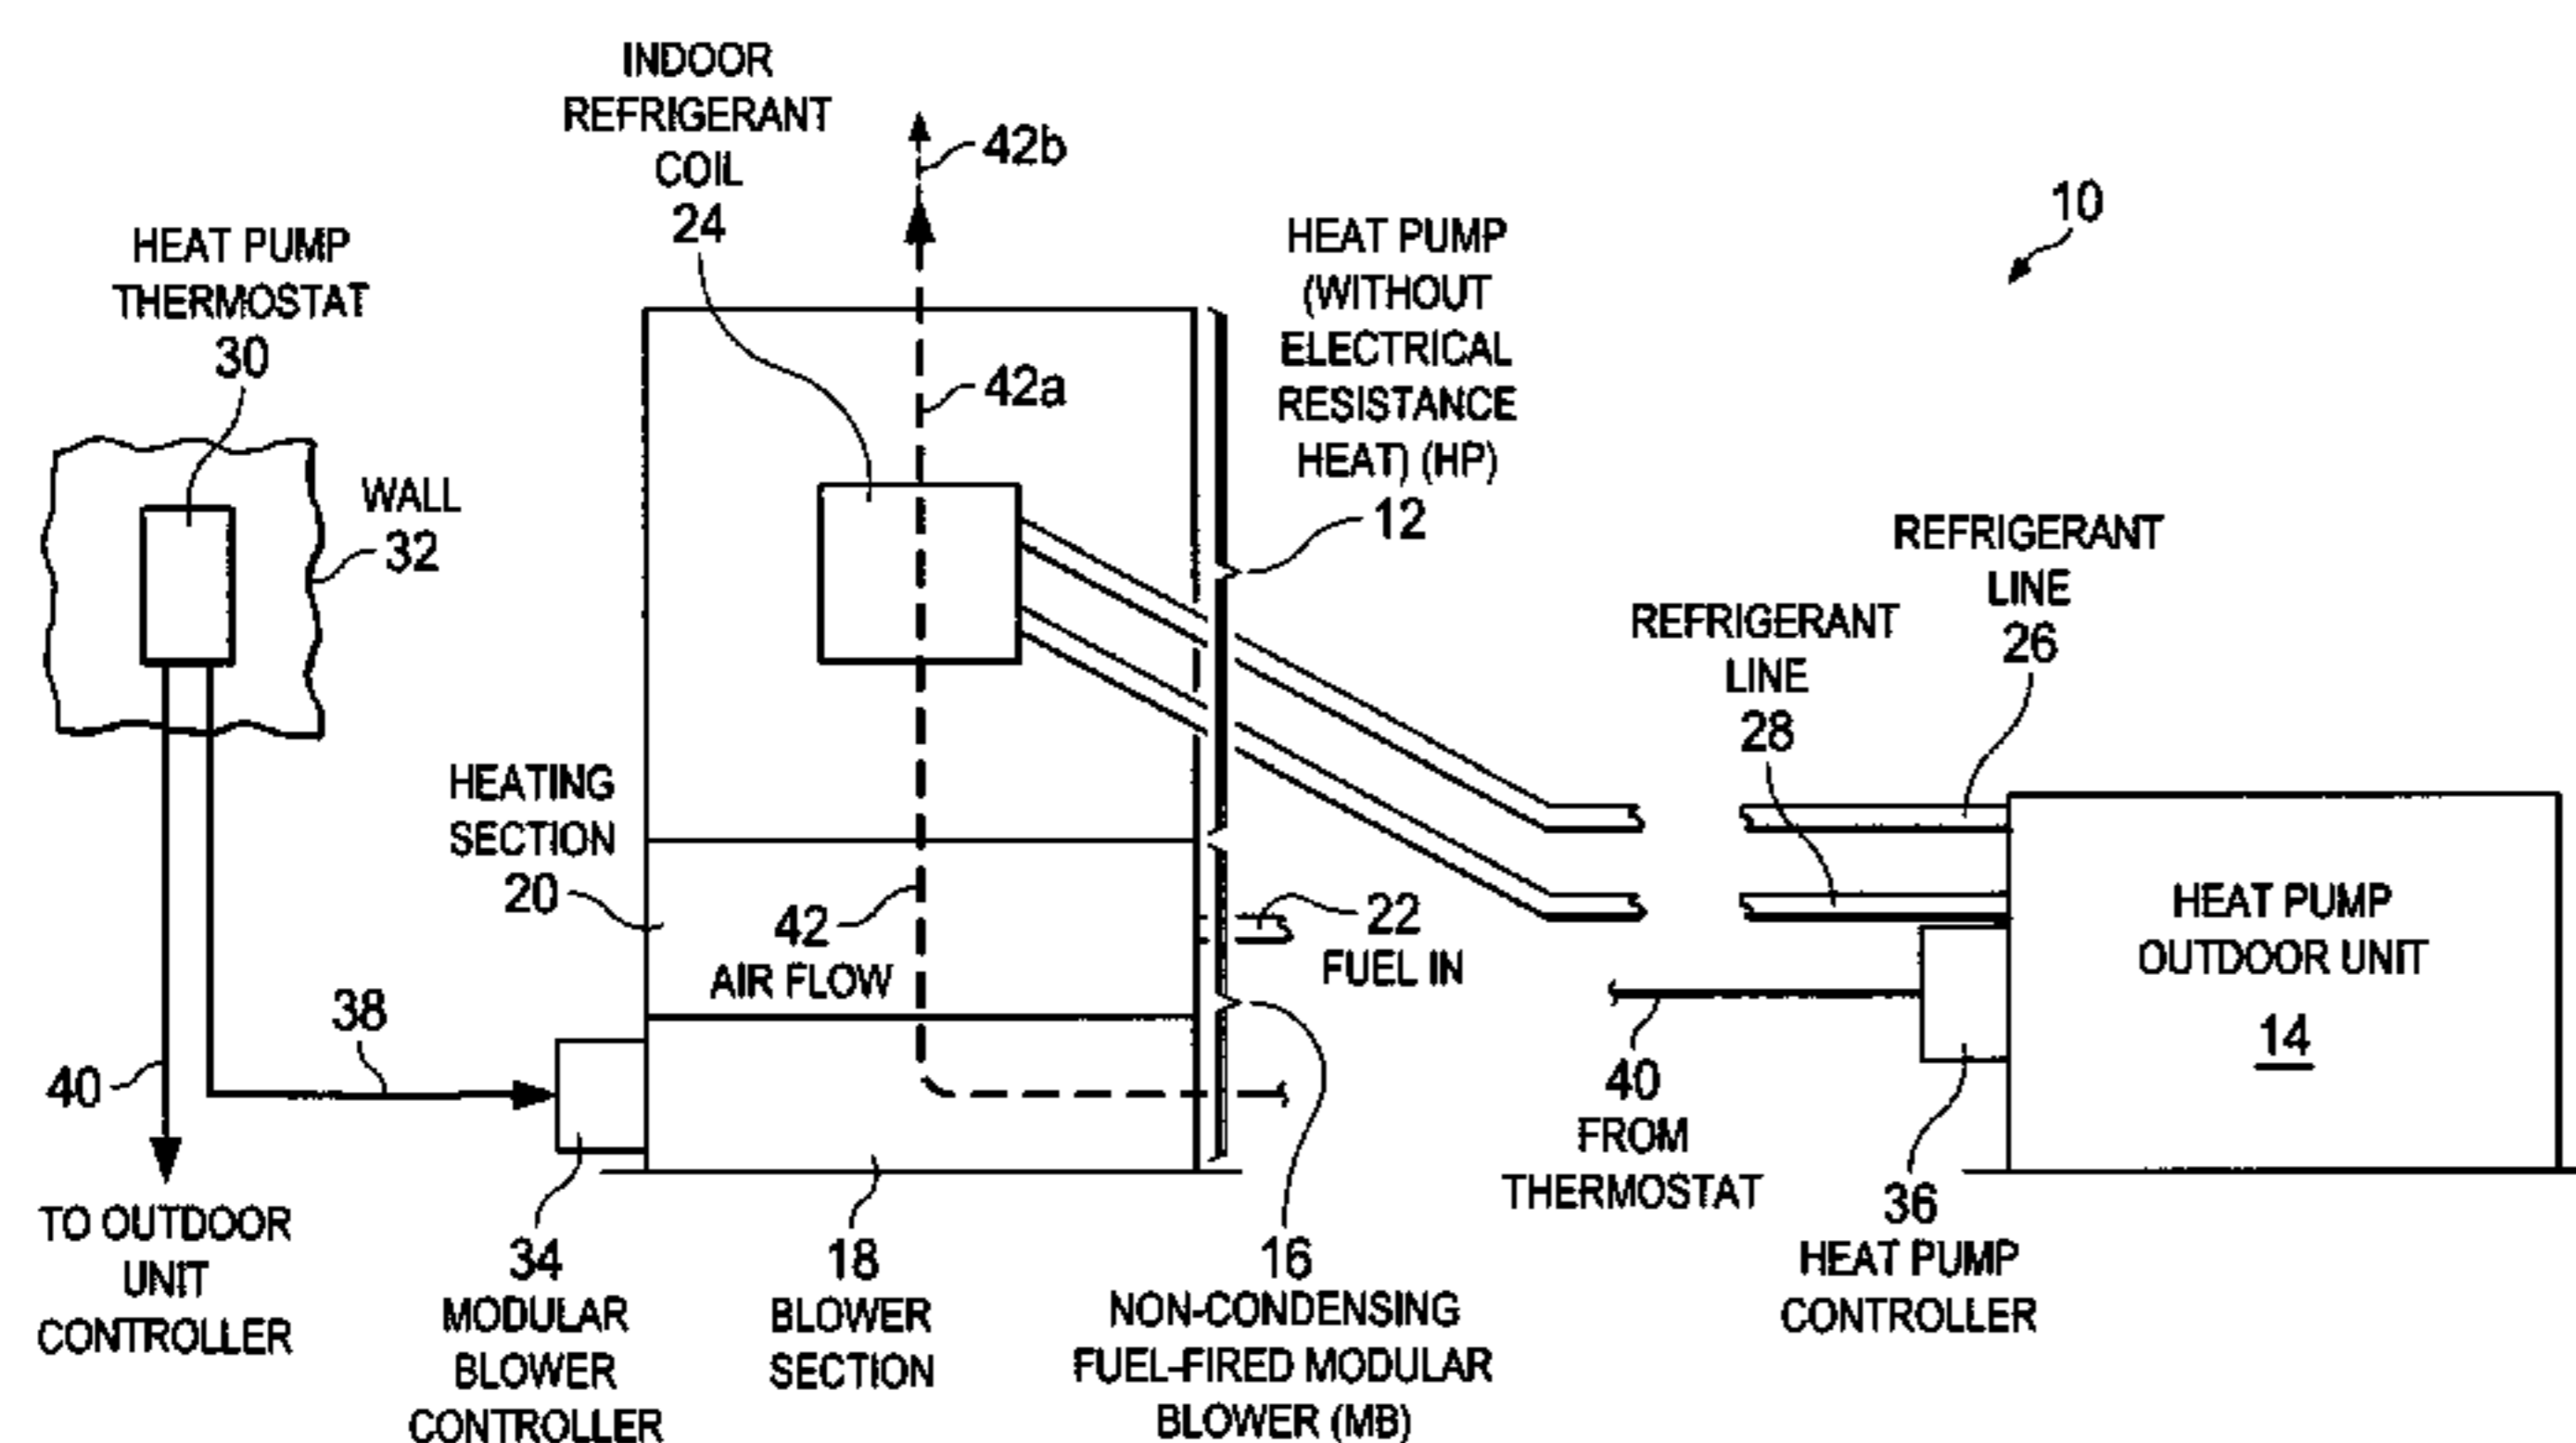 INDOOR
REFRIGERANT
COIL
24
42b
10
HEAT PUMP
THERMOSTAT
30
HEAT PUMP
(WITHOUT
ELECTRICAL
RESISTANCE
HEAT) (HP)
12
42a
WALL
32
REFRIGERANT
LINE
26
REFRIGERANT
LINE
28
HEATING
SECTION
20
42
AIR FLOW
22
FUEL IN
HEAT PUMP
OUTDOOR UNIT
14
38
40
40
FROM
THERMOSTAT
36
HEAT PUMP
CONTROLLER
TO OUTDOOR
UNIT
CONTROLLER
34
MODULAR
BLOWER
CONTROLLER
18
BLOWER
SECTION
16
NON-CONDENSING
FUEL-FIRED MODULAR
BLOWER (MB)